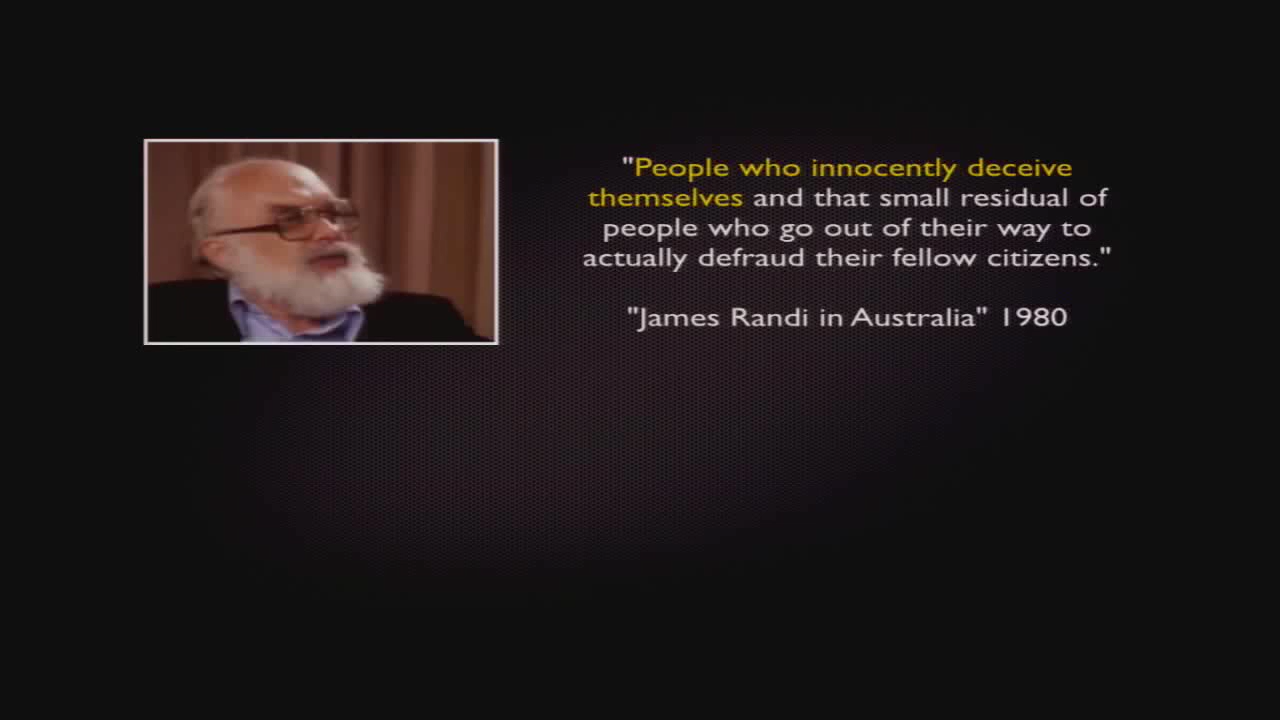 "People who innocently deceive
themselves and that small residual of
people who go out of their way to
actually defraud their fellow citizens."
"James Randi in Australia" 1980